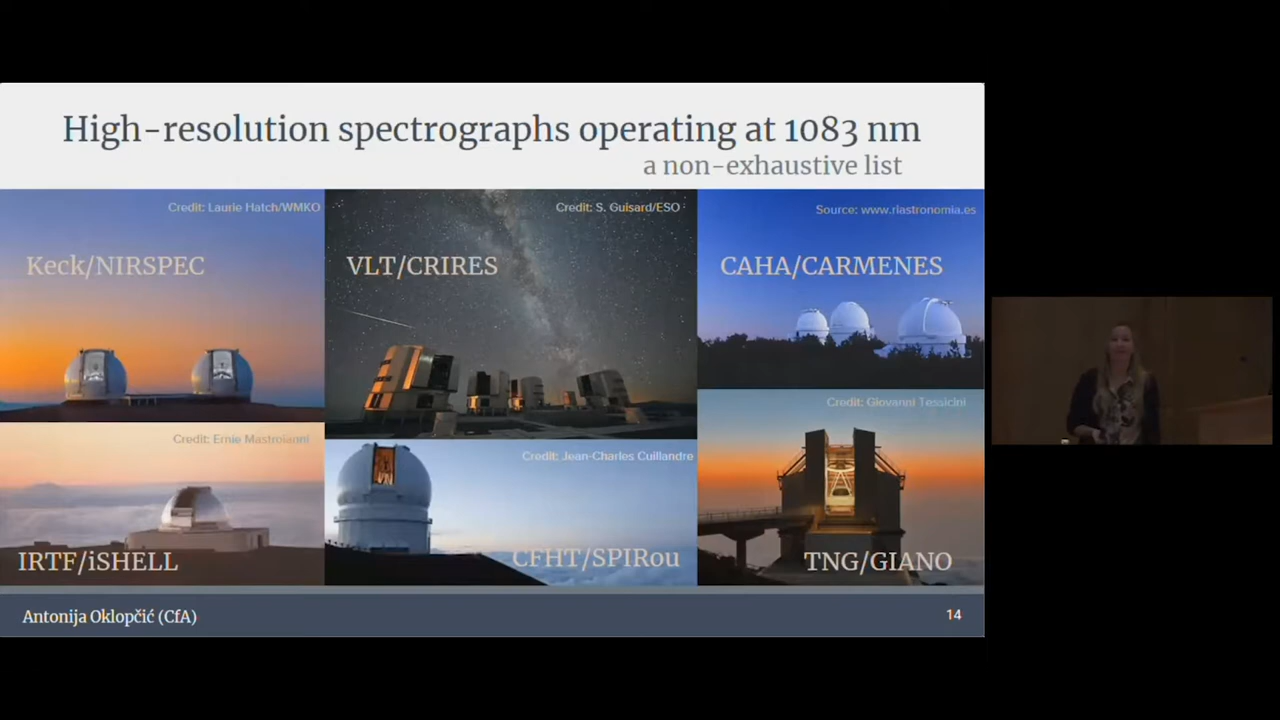 High-resolution spectrographs operating at 1083 nm
a non-exhaustive list
Credit: Laurie Hatch/WMKO
Keck/NIRSPEC
Credit: S. Guisard/ESO
VLT/CRIRES
Source: www.riastronomia.es
CAHA/CARMENES
Credit: Ernie Mastroianni
IRTF/iSHELL
Credit: Jean-Charles Cuillandre
CFHT/SPIRou
Credit: Giovanni Tessicini
TNG/GIANO
Antonija Oklopčić (CfA)
14